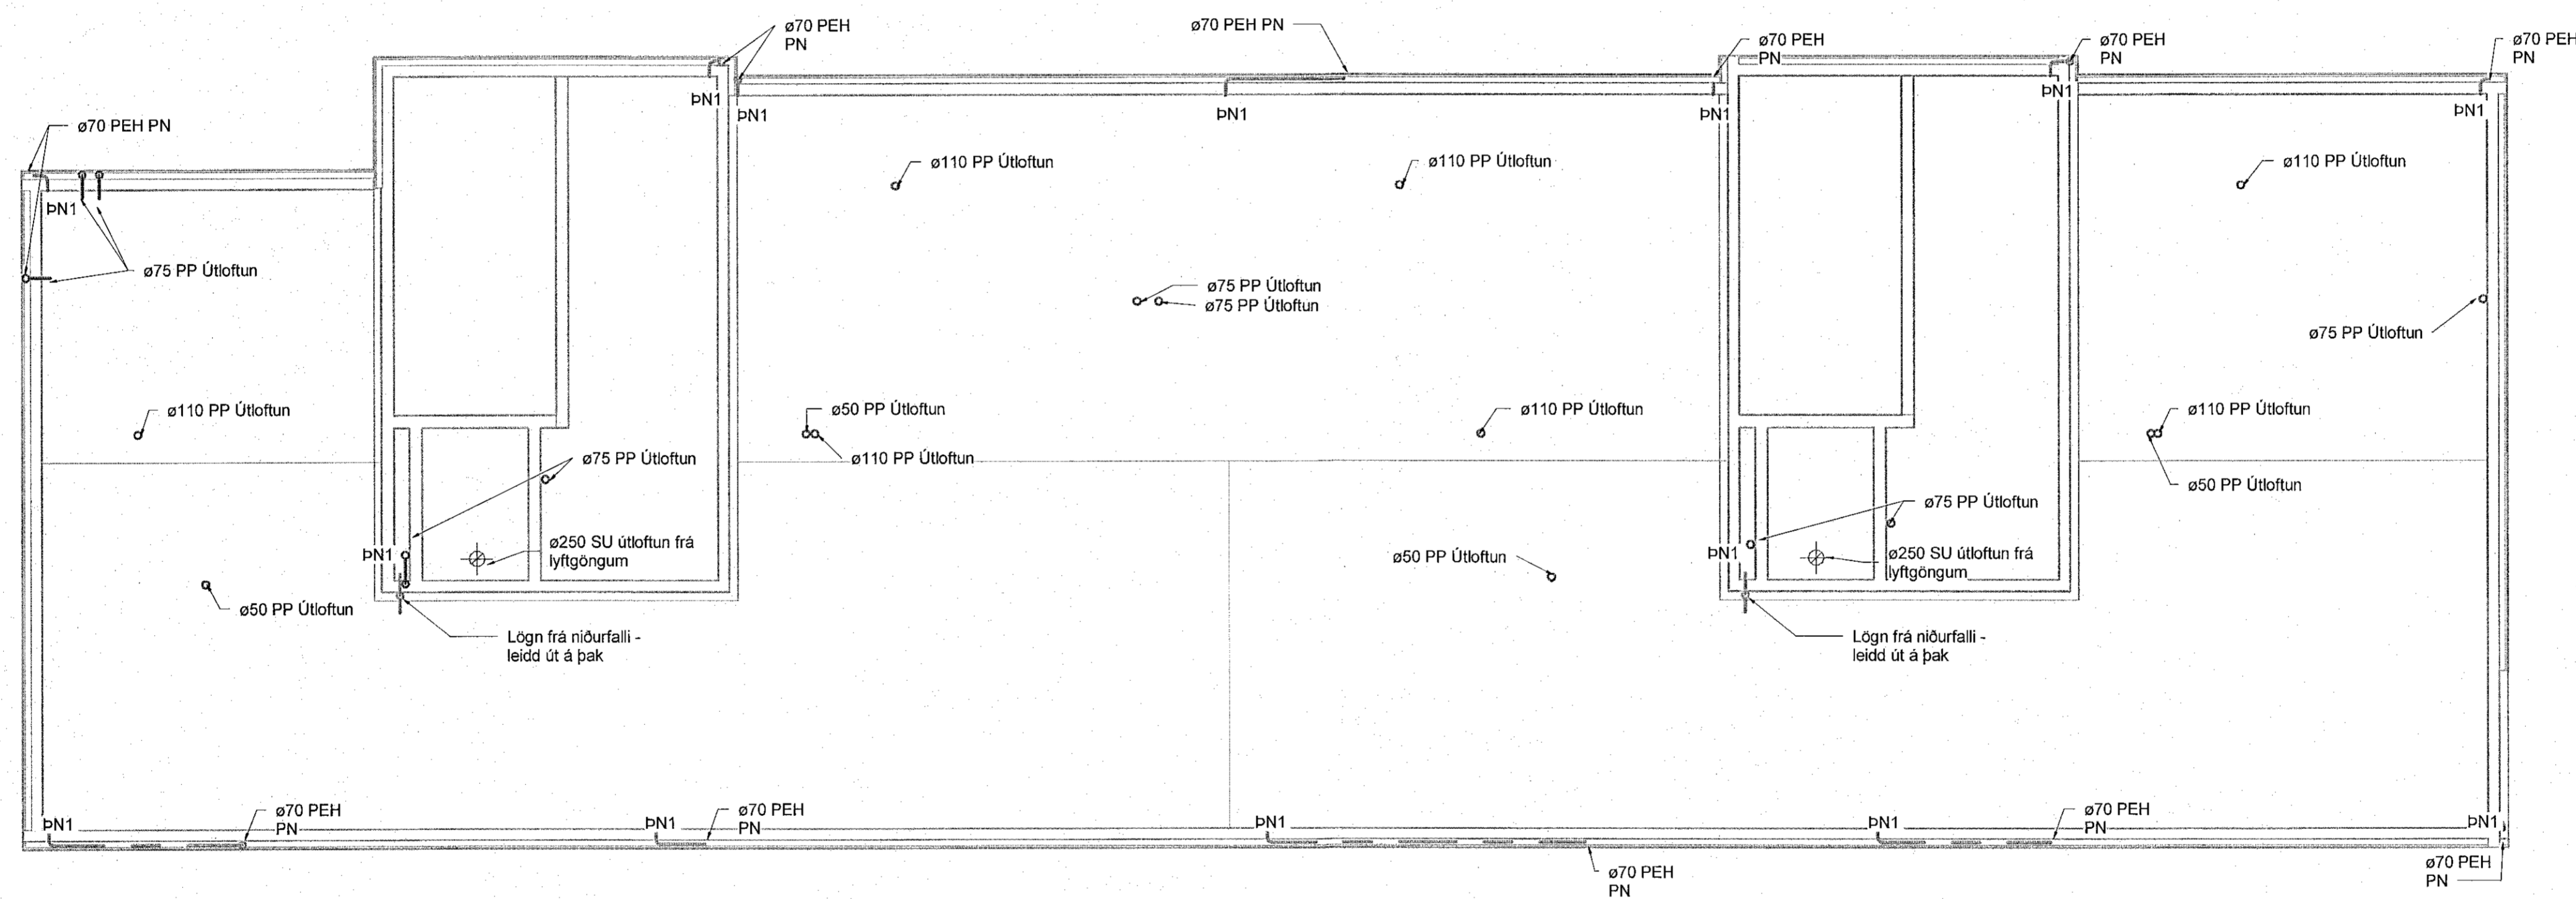 ø70 PEH
PN
ø70 PEH PN
ø70 PEH
PN
ø70 PEH
PN
ø70 PEH
PN
ÞN1
ÞN1
ÞN1
ÞN1
ÞN1
ÞN1
ø70 PEH PN
ø110 PP Útloftun
ø110 PP Útloftun
ø110 PP Útloftun
ÞN1
ø75 PP Útloftun
ø75 PP Útloftun
ø75 PP Útloftun
ø75 PP Útloftun
ø110 PP Útloftun
ø50 PP Útloftun
ø110 PP Útloftun
ø110 PP Útloftun
ø75 PP Útloftun
ø110 PP Útloftun
ø50 PP Útloftun
ø75 PP Útloftun
ÞN1
ø250 SU útloftun frá
lyftgöngum
ø50 PP Útloftun
ÞN1
ø250 SU útloftun frá
lyftgöngum
ø50 PP Útloftun
Lögn frá niðurfalli -
leidd út á þak
Lögn frá niðurfalli -
leidd út á þak
ÞN1
ø70 PEH
PN
ÞN1
ø70 PEH
PN
ÞN1
ÞN1
ø70 PEH
PN
ÞN1
ø70 PEH
PN
ø70 PEH
PN